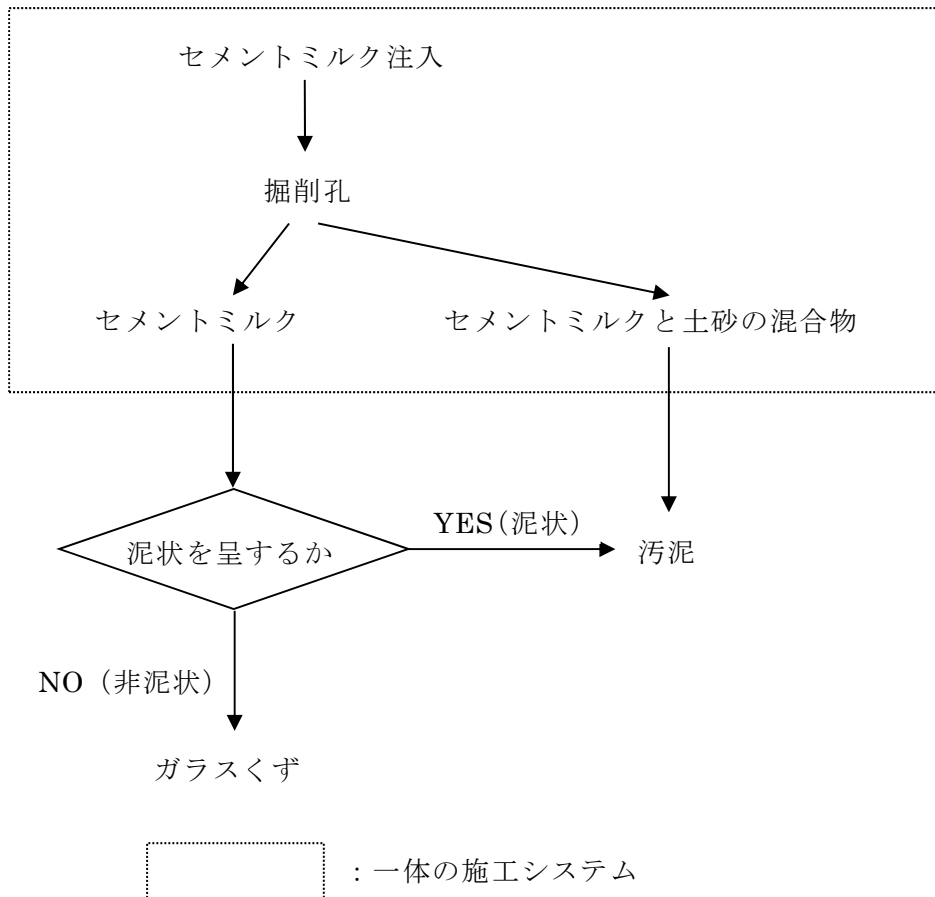 セメントミルク注入
掘削孔
セメントミルク
セメントミルクと土砂の混合物
泥状を呈するか
YES(泥状)
汚泥
NO（非泥状）
ガラスくず
：一体の施工システム